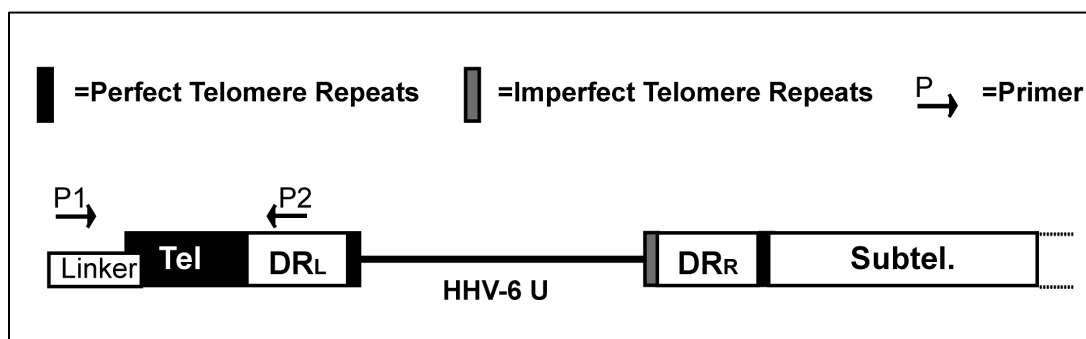 =Perfect Telomere Repeats =Imperfect Telomere Repeats P =Primer
P1 P2
Linker Tel DRL DRR Subtel.
HHV-6 U